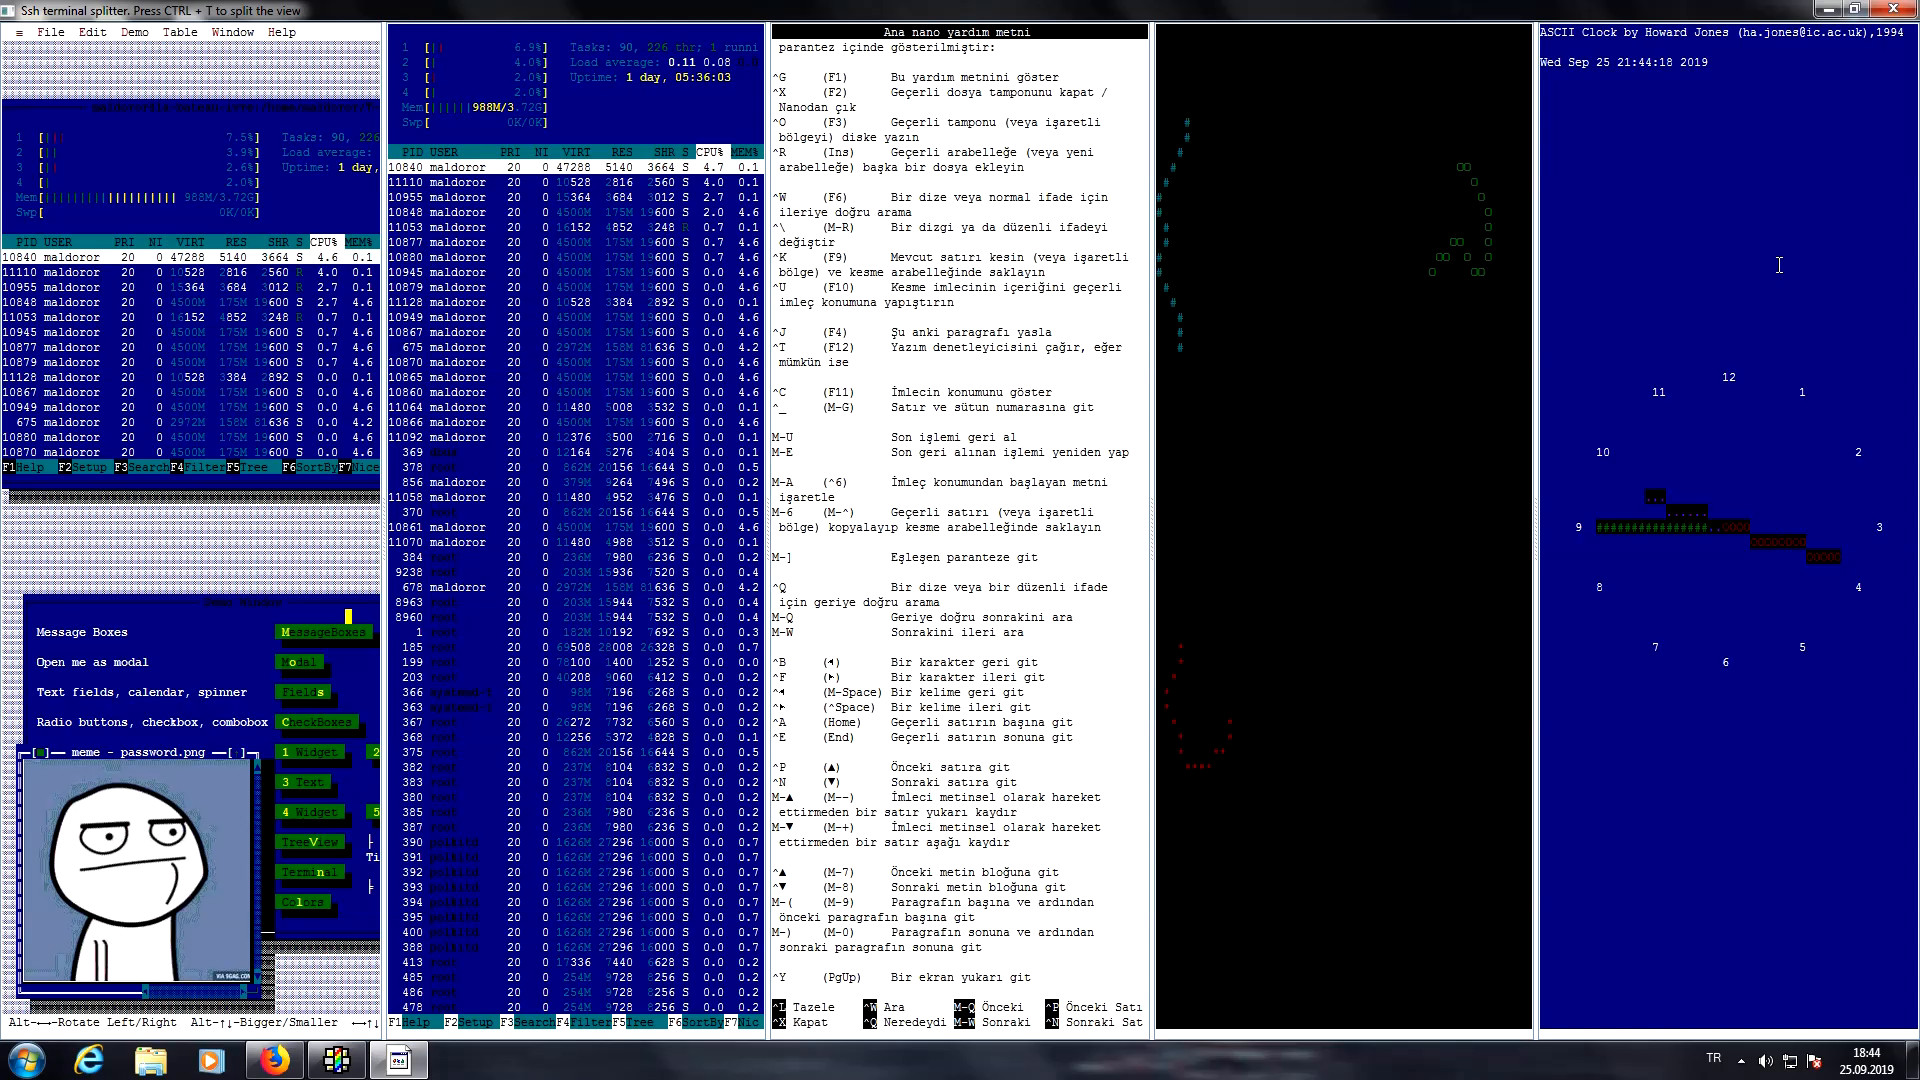 Ssh terminal splitter. Press CTRL + T to split the view
≡ File Edit Demo Table Window Help
1 [ 7.5%] Tasks: 90, 226
2 [ 3.9%] Load average:
3 [ 2.6%] Uptime: 1 day,
4 [ 2.0%]
Mem[ 988M/3.72G]
Swp[ 0K/0K]
PID USER PRI NI VIRT RES SHR S CPU% MEM%
10840 maldoror 20 0 47288 5140 3664 S 4.6 0.1
11110 maldoror 20 0 10528 2816 2560 R 4.0 0.1
10955 maldoror 20 0 15364 3684 3012 R 2.7 0.1
10848 maldoror 20 0 4500M 175M 19600 S 2.7 4.6
11053 maldoror 20 0 16152 4852 3248 R 0.7 0.1
10945 maldoror 20 0 4500M 175M 19600 S 0.7 4.6
10877 maldoror 20 0 4500M 175M 19600 S 0.7 4.6
10879 maldoror 20 0 4500M 175M 19600 S 0.7 4.6
11128 maldoror 20 0 10528 3384 2892 S 0.0 0.1
10867 maldoror 20 0 4500M 175M 19600 S 0.0 4.6
10949 maldoror 20 0 4500M 175M 19600 S 0.0 4.6
675 maldoror 20 0 2972M 158M 81636 S 0.0 4.2
10880 maldoror 20 0 4500M 175M 19600 S 0.0 4.6
10870 maldoror 20 0 4500M 175M 19600 S 0.0 4.6
F1Help F2Setup F3SearchF4FilterF5Tree F6SortByF7Nice
Message Boxes MessageBoxes
Open me as modal Modal
Text fields, calendar, spinner Fields
Radio buttons, checkbox, combobox CheckBoxes
meme - password.png
1 Widget 2
3 Text
4 Widget 5
TreeView
Ti
Terminal
Colors
VIA 9GAG.COM
Alt-←→-Rotate Left/Right Alt-↑↓-Bigger/Smaller ←→↑↓
1 [ 6.9%] Tasks: 90, 226 thr; 1 runni
2 [ 4.0%] Load average: 0.11 0.08
3 [ 2.0%] Uptime: 1 day, 05:36:03
4 [ 2.0%]
Mem[ 988M/3.72G]
Swp[ 0K/0K]
PID USER PRI NI VIRT RES SHR S CPU% MEM%
10840 maldoror 20 0 47288 5140 3664 S 4.7 0.1
11110 maldoror 20 0 10528 2816 2560 S 4.0 0.1
10955 maldoror 20 0 15364 3684 3012 S 2.7 0.1
10848 maldoror 20 0 4500M 175M 19600 S 2.0 4.6
11053 maldoror 20 0 16152 4852 3248 R 0.7 0.1
10877 maldoror 20 0 4500M 175M 19600 S 0.7 4.6
10880 maldoror 20 0 4500M 175M 19600 S 0.7 4.6
10945 maldoror 20 0 4500M 175M 19600 S 0.0 4.6
10879 maldoror 20 0 4500M 175M 19600 S 0.0 4.6
11128 maldoror 20 0 10528 3384 2892 S 0.0 0.1
10949 maldoror 20 0 4500M 175M 19600 S 0.0 4.6
10867 maldoror 20 0 4500M 175M 19600 S 0.0 4.6
675 maldoror 20 0 2972M 158M 81636 S 0.0 4.2
10870 maldoror 20 0 4500M 175M 19600 S 0.0 4.6
10865 maldoror 20 0 4500M 175M 19600 S 0.0 4.6
10860 maldoror 20 0 4500M 175M 19600 S 0.0 4.6
11064 maldoror 20 0 11480 5008 3532 S 0.0 0.1
10866 maldoror 20 0 4500M 175M 19600 S 0.0 4.6
11092 maldoror 20 0 12376 3500 2716 S 0.0 0.1
369 20 0 12164 5276 3404 S 0.0 0.1
378 root 20 0 862M 20156 16644 S 0.0 0.5
856 maldoror 20 0 379M 9264 7496 S 0.0 0.2
11058 maldoror 20 0 11480 4952 3476 S 0.0 0.1
370 root 20 0 862M 20156 16644 S 0.0 0.5
10861 maldoror 20 0 4500M 175M 19600 S 0.0 4.6
11070 maldoror 20 0 11480 4988 3512 S 0.0 0.1
384 root 20 0 236M 7980 6236 S 0.0 0.2
9238 root 20 0 203M 15936 7520 S 0.0 0.4
678 maldoror 20 0 2972M 158M 81636 S 0.0 4.2
8963 root 20 0 203M 15944 7532 S 0.0 0.4
8960 root 20 0 203M 15944 7532 S 0.0 0.4
1 root 20 0 182M 10192 7692 S 0.0 0.3
185 root 20 0 69508 28008 26328 S 0.0 0.7
199 root 20 0 78100 1400 1252 S 0.0 0.0
203 root 20 0 40208 9060 6412 S 0.0 0.2
366 systemd-t 20 0 98M 7196 6268 S 0.0 0.2
363 systemd-t 20 0 98M 7196 6268 S 0.0 0.2
367 root 20 0 26272 7732 6560 S 0.0 0.2
368 root 20 0 12256 5372 4828 S 0.0 0.1
375 root 20 0 862M 20156 16644 S 0.0 0.5
382 root 20 0 237M 8104 6832 S 0.0 0.2
383 root 20 0 237M 8104 6832 S 0.0 0.2
380 root 20 0 237M 8104 6832 S 0.0 0.2
385 root 20 0 236M 7980 6236 S 0.0 0.2
387 root 20 0 236M 7980 6236 S 0.0 0.2
390 polkitd 20 0 1626M 27296 16000 S 0.0 0.7
391 polkitd 20 0 1626M 27296 16000 S 0.0 0.7
392 polkitd 20 0 1626M 27296 16000 S 0.0 0.7
393 polkitd 20 0 1626M 27296 16000 S 0.0 0.7
394 polkitd 20 0 1626M 27296 16000 S 0.0 0.7
395 polkitd 20 0 1626M 27296 16000 S 0.0 0.7
400 polkitd 20 0 1626M 27296 16000 S 0.0 0.7
388 polkitd 20 0 1626M 27296 16000 S 0.0 0.7
413 root 20 0 17336 7440 6628 S 0.0 0.2
485 root 20 0 254M 9728 8256 S 0.0 0.2
486 root 20 0 254M 9728 8256 S 0.0 0.2
478 root 20 0 254M 9728 8256 S 0.0 0.2
F1Help F2Setup F3SearchF4FilterF5Tree F6SortByF7Nic
Ana nano yardım metni
parantez içinde gösterilmiştir:
^G (F1) Bu yardım metnini göster
^X (F2) Geçerli dosya tamponunu kapat /
Nanodan çık
^O (F3) Geçerli tamponu (veya işaretli
bölgeyi) diske yazın
^R (Ins) Geçerli arabelleğe (veya yeni
arabelleğe) başka bir dosya ekleyin
^W (F6) Bir dize veya normal ifade için
ileriye doğru arama
^\ (M-R) Bir dizgi ya da düzenli ifadeyi
değiştir
^K (F9) Mevcut satırı kesin (veya işaretli
bölge) ve kesme arabelleğinde saklayın
^U (F10) Kesme imlecinin içeriğini geçerli
imleç konumuna yapıştırın
^J (F4) Şu anki paragrafı yasla
^T (F12) Yazım denetleyicisini çağır, eğer
mümkün ise
^C (F11) İmlecin konumunu göster
^_ (M-G) Satır ve sütun numarasına git
M-U Son işlemi geri al
M-E Son geri alınan işlemi yeniden yap
M-A (^6) İmleç konumundan başlayan metni
işaretle
M-6 (M-^) Geçerli satırı (veya işaretli
bölge) kopyalayıp kesme arabelleğinde saklayın
M-] Eşleşen paranteze git
^Q Bir dize veya bir düzenli ifade
için geriye doğru arama
M-Q Geriye doğru sonrakini ara
M-W Sonrakini ileri ara
^B (◂) Bir karakter geri git
^F (▸) Bir karakter ileri git
^◂ (M-Space) Bir kelime geri git
^▸ (^Space) Bir kelime ileri git
^A (Home) Geçerli satırın başına git
^E (End) Geçerli satırın sonuna git
^P (▲) Önceki satıra git
^N (▼) Sonraki satıra git
M-▲ (M--) İmleci metinsel olarak hareket
ettirmeden bir satır yukarı kaydır
M-▼ (M-+) İmleci metinsel olarak hareket
ettirmeden bir satır aşağı kaydır
^▲ (M-7) Önceki metin bloğuna git
^▼ (M-8) Sonraki metin bloğuna git
M-( (M-9) Paragrafın başına ve ardından
önceki paragrafın başına git
M-) (M-0) Paragrafın sonuna ve ardından
sonraki paragrafın sonuna git
^Y (PgUp) Bir ekran yukarı git
^L Tazele ^W Ara M-Q Önceki ^P Önceki Satı
^X Kapat ^Q Neredeydi M-W Sonraki ^N Sonraki Sat
ASCII Clock by Howard Jones (ha.jones@ic.ac.uk),1994
Wed Sep 25 21:44:18 2019
12
11 1
10 2
9 3
8 4
7 5
6
TR
18:44
25.09.2019